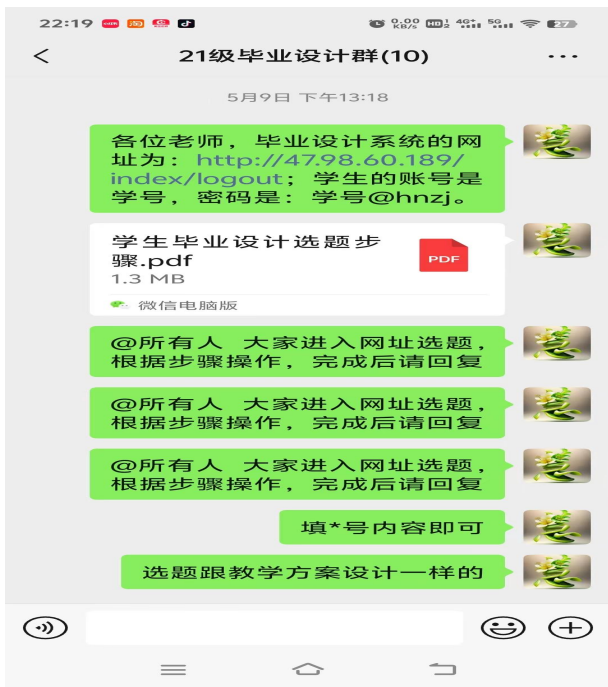 22:19
0.00 KB/s HD 2 4G+ 5G 27
21级毕业设计群(10)
5月9日 下午13:18
各位老师，毕业设计系统的网
址为：http://47.98.60.189/
index/logout；学生的账号是
学号，密码是：学号@hnzj。
学生毕业设计选题步
骤.pdf
PDF
1.3 MB
微信电脑版
@所有人 大家进入网址选题，
根据步骤操作，完成后请回复
@所有人 大家进入网址选题，
根据步骤操作，完成后请回复
@所有人 大家进入网址选题，
根据步骤操作，完成后请回复
填*号内容即可
选题跟教学方案设计一样的